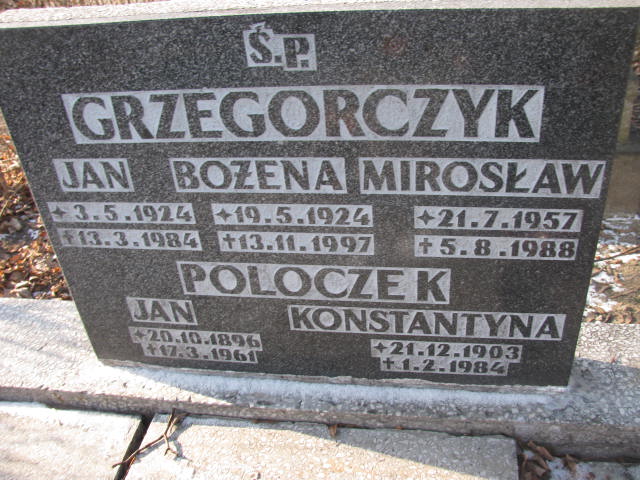 Ś.P.
GRZEGORCZYK
JAN BOŻENA MIROSŁAW
✦3.5.1924 ✦19.5.1924 ✦21.7.1957
†13.3.1984 †13.11.1997 †5.8.1988
POLOCZEK
JAN KONSTANTYNA
✦20.10.1896 ✦21.12.1903
†17.3.1961 †1.2.1984